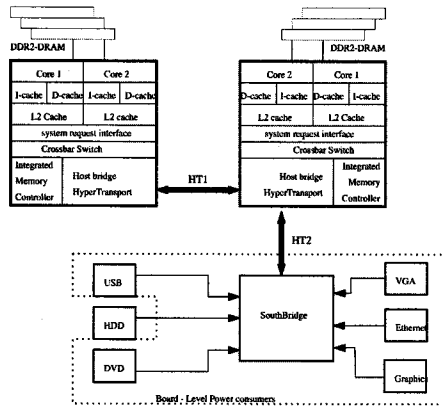 DDR2-DRAM
DDR2-DRAM
Core 1 Core 2
I-cache D-cache I-cache D-cache
L2 Cache L2 cache
system request interface
Crossbar Switch
Integrated Memory Controller
Host bridge HyperTransport
Core 2 Core 1
D-cache I-cache D-cache I-cache
L2 Cache L2 Cache
system request interface
Crossbar Switch
Host bridge HyperTransport
Integrated Memory Controller
HT1
HT2
USB
HDD
DVD
SouthBridge
VGA
Ethernet
Graphics
Board - Level Power consumers